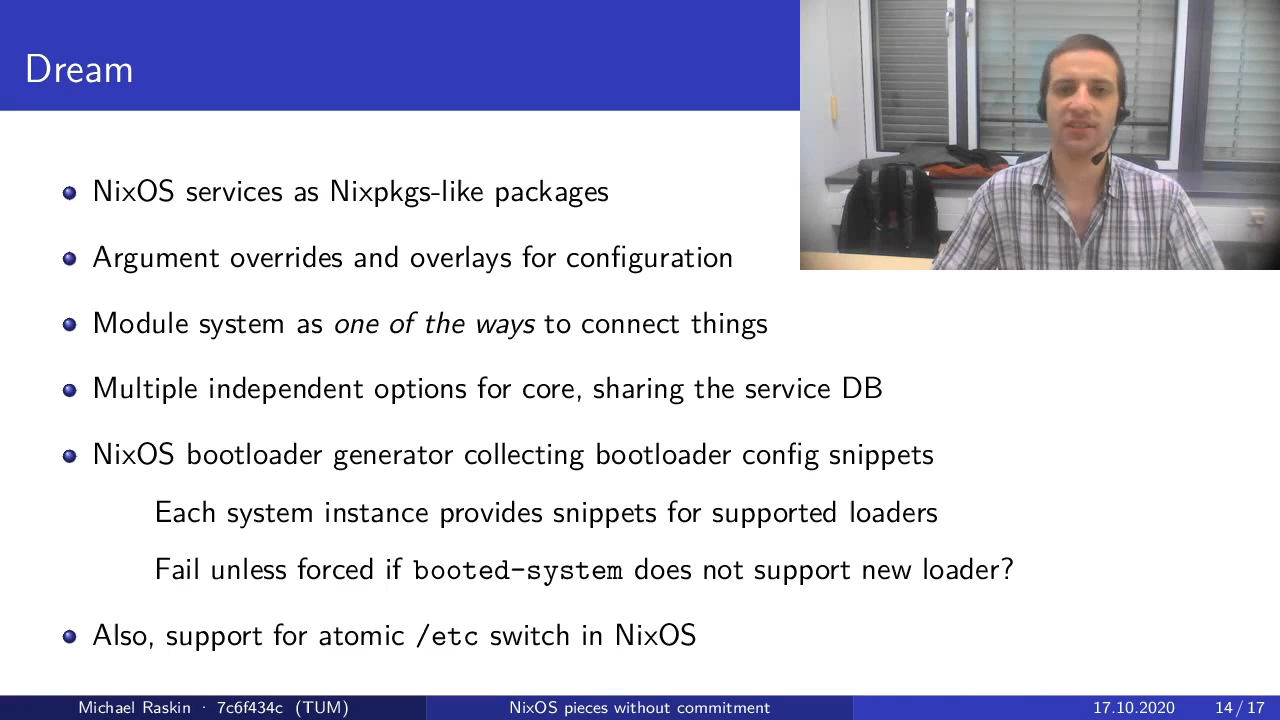 Dream
NixOS services as Nixpkgs-like packages
Argument overrides and overlays for configuration
Module system as one of the ways to connect things
Multiple independent options for core, sharing the service DB
NixOS bootloader generator collecting bootloader config snippets
Each system instance provides snippets for supported loaders
Fail unless forced if booted-system does not support new loader?
Also, support for atomic /etc switch in NixOS
Michael Raskin · 7c6f434c (TUM)
NixOS pieces without commitment
17.10.2020
14 / 17